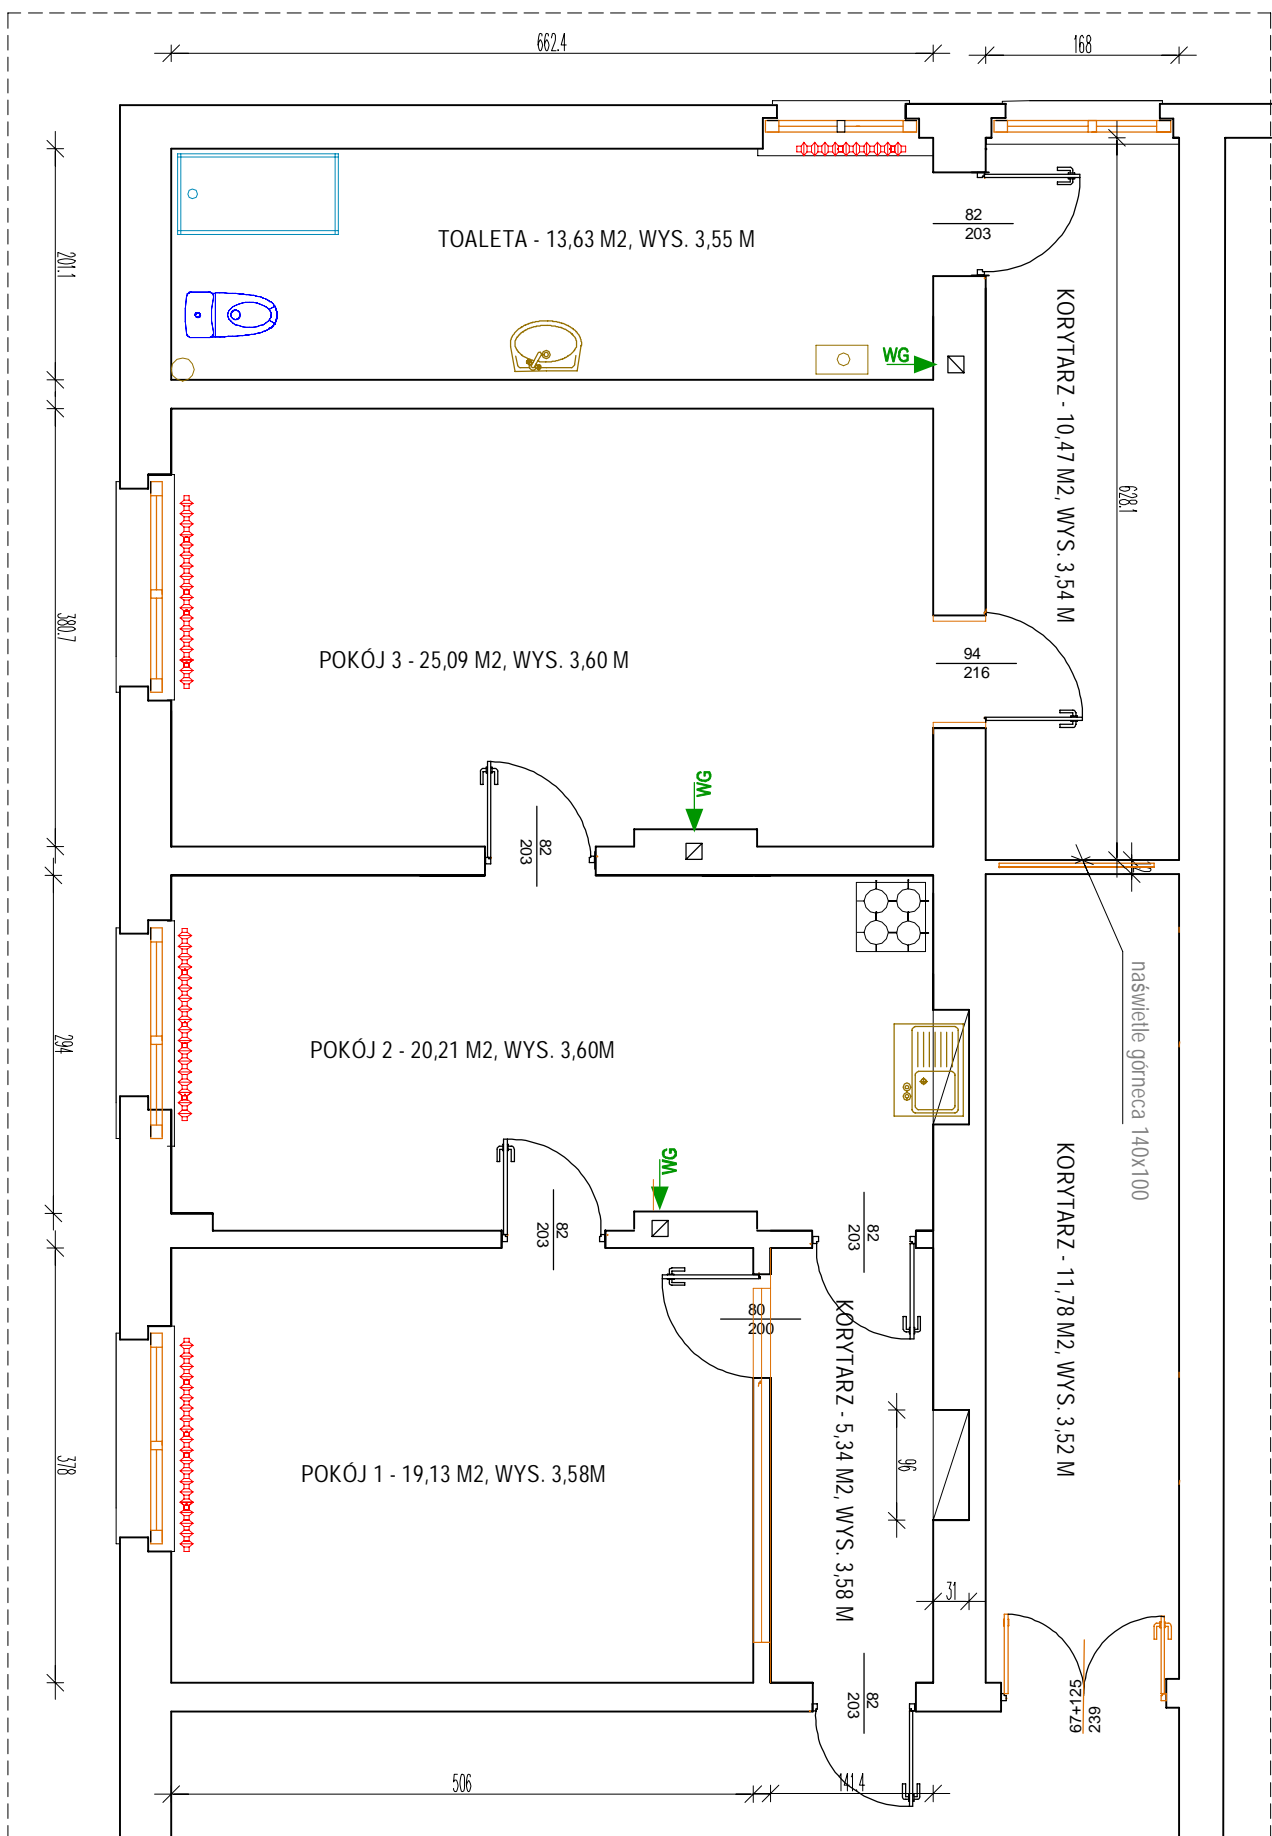 662.4
168
201.1
TOALETA - 13,63 M2, WYS. 3,55 M
82
203
WG
KORYTARZ - 10,47 M2, WYS. 3,54 M
628.1
380.7
POKÓJ 3 - 25,09 M2, WYS. 3,60 M
94
216
WG
82
203
naświetle górneca 140x100
294
POKÓJ 2 - 20,21 M2, WYS. 3,60M
WG
82
203
82
203
80
200
KORYTARZ - 5,34 M2, WYS. 3,58 M
KORYTARZ - 11,78 M2, WYS. 3,52 M
378
POKÓJ 1 - 19,13 M2, WYS. 3,58M
96
31
82
203
67+125
239
506
141.4